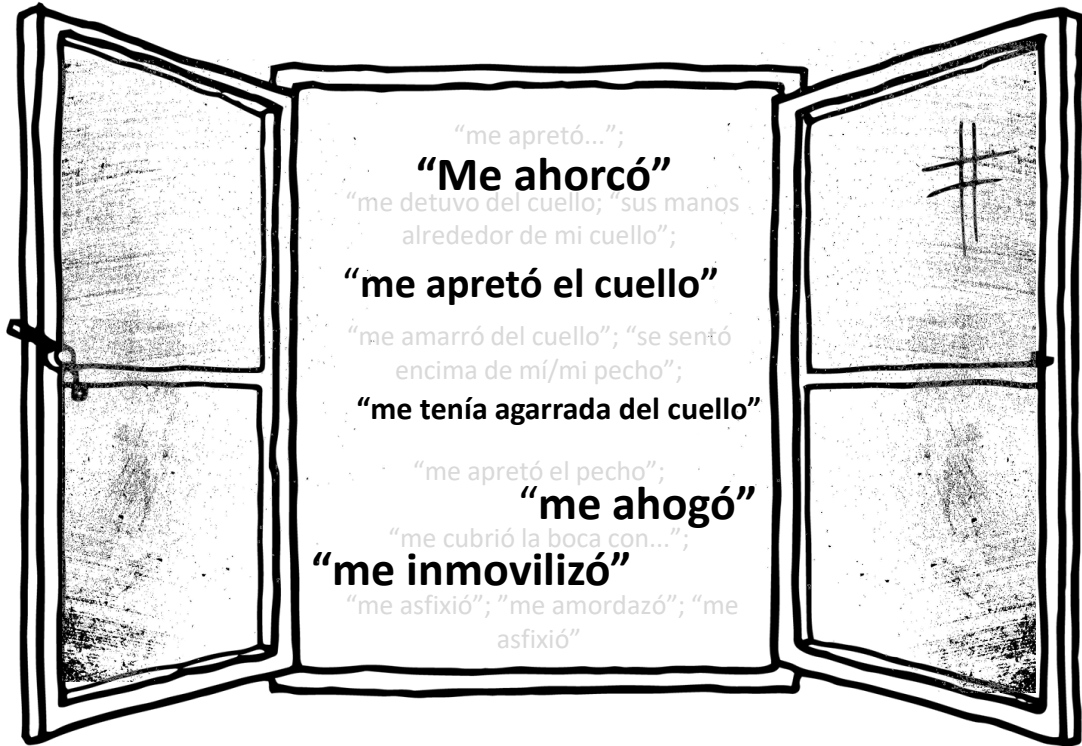 “me apretó...”;
“Me ahorcó”
“me detuvo del cuello; “sus manos
alrededor de mi cuello”;
“me apretó el cuello”
“me amarró del cuello”; “se sentó
encima de mí/mi pecho”;
“me tenía agarrada del cuello”
“me apretó el pecho”;
“me ahogó”
“me cubrió la boca con...”;
“me inmovilizó”
“me asfixió”; ”me amordazó”; “me
asfixió”